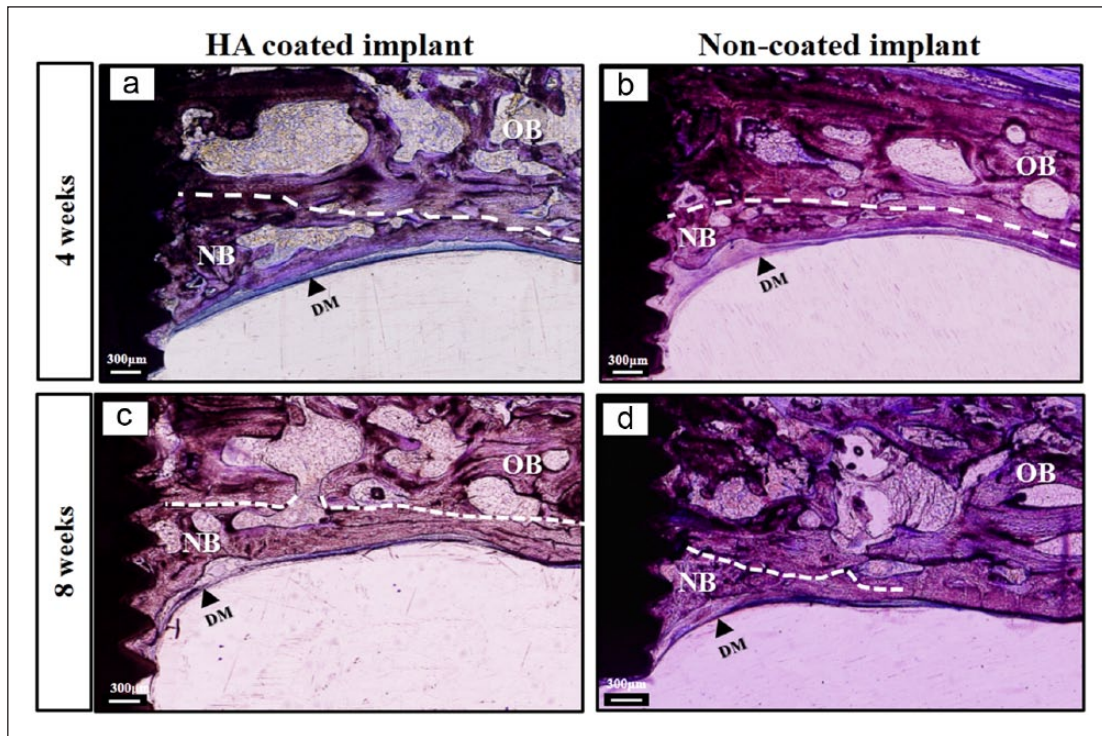 HA coated implant
Non-coated implant
4 weeks
a
OB
NB
DM
300µm
b
OB
NB
DM
300µm
8 weeks
c
OB
NB
DM
300µm
d
OB
NB
DM
300µm